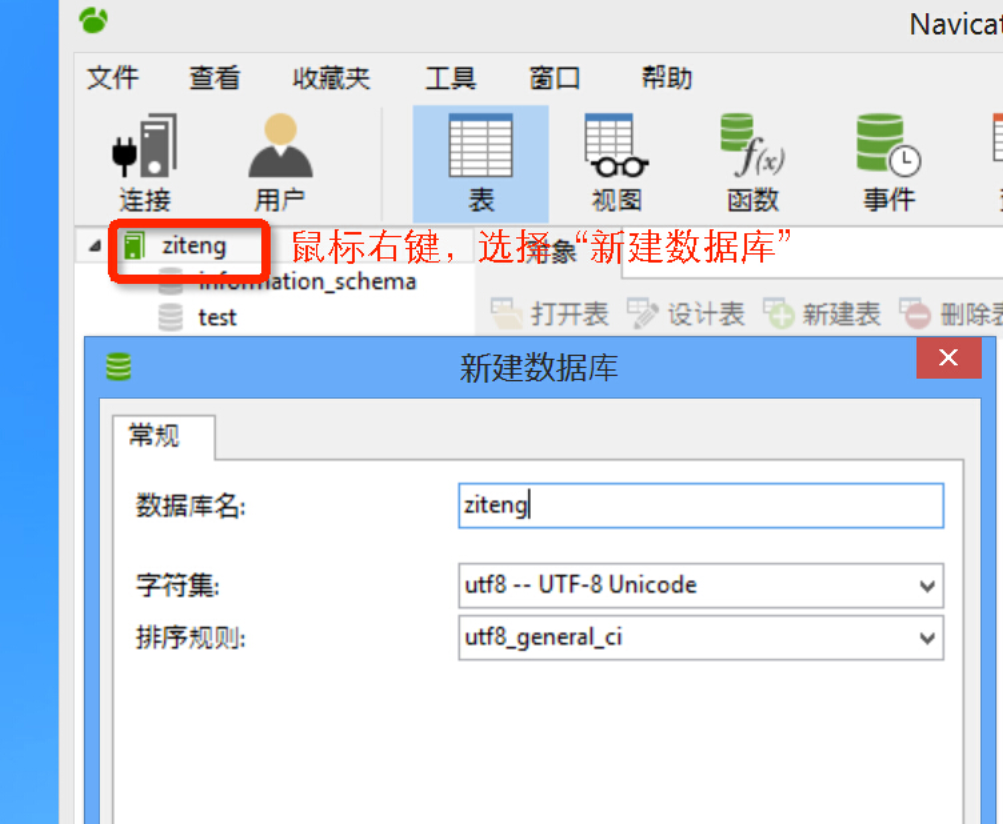 Navicat
文件 查看 收藏夹 工具 窗口 帮助
连接 用户 表 视图 函数 事件
ziteng 鼠标右键，选择“新建数据库” 对象
information_schema
test 打开表 设计表 新建表 删除表
新建数据库
常规
数据库名: ziteng
字符集: utf8 -- UTF-8 Unicode
排序规则: utf8_general_ci